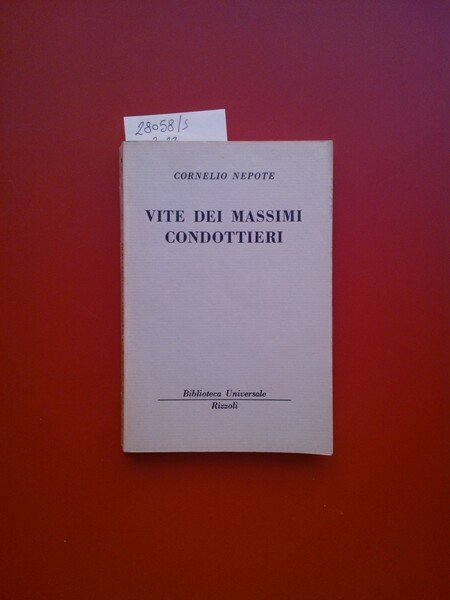 28058/s
CORNELIO NEPOTE
VITE DEI MASSIMI
CONDOTTIERI
Biblioteca Universale
Rizzoli